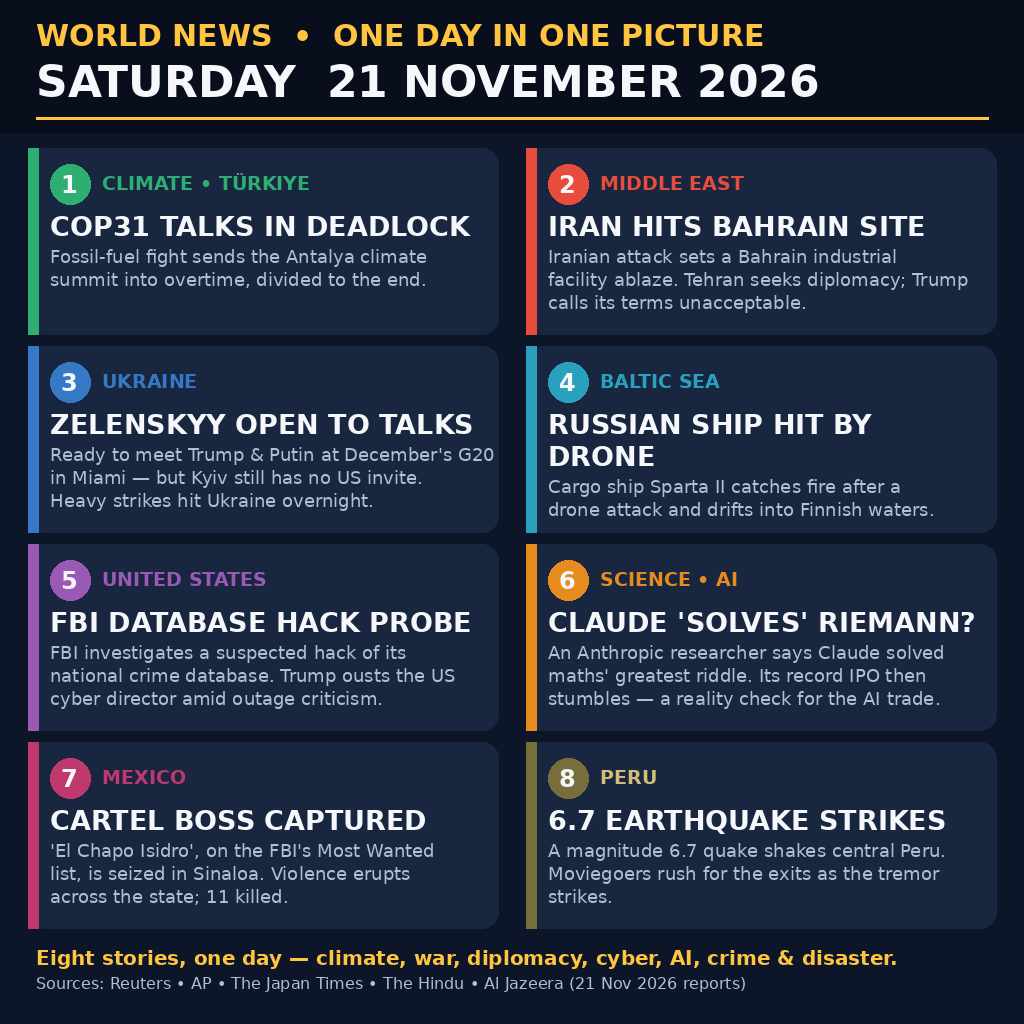 WORLD NEWS • ONE DAY IN ONE PICTURE
SATURDAY 21 NOVEMBER 2026
1 CLIMATE • TÜRKIYE
COP31 TALKS IN DEADLOCK
Fossil-fuel fight sends the Antalya climate
summit into overtime, divided to the end.
2 MIDDLE EAST
IRAN HITS BAHRAIN SITE
Iranian attack sets a Bahrain industrial
facility ablaze. Tehran seeks diplomacy; Trump
calls its terms unacceptable.
3 UKRAINE
ZELENSKYY OPEN TO TALKS
Ready to meet Trump & Putin at December's G20
in Miami — but Kyiv still has no US invite.
Heavy strikes hit Ukraine overnight.
4 BALTIC SEA
RUSSIAN SHIP HIT BY
DRONE
Cargo ship Sparta II catches fire after a
drone attack and drifts into Finnish waters.
5 UNITED STATES
FBI DATABASE HACK PROBE
FBI investigates a suspected hack of its
national crime database. Trump ousts the US
cyber director amid outage criticism.
6 SCIENCE • AI
CLAUDE 'SOLVES' RIEMANN?
An Anthropic researcher says Claude solved
maths' greatest riddle. Its record IPO then
stumbles — a reality check for the AI trade.
7 MEXICO
CARTEL BOSS CAPTURED
'El Chapo Isidro', on the FBI's Most Wanted
list, is seized in Sinaloa. Violence erupts
across the state; 11 killed.
8 PERU
6.7 EARTHQUAKE STRIKES
A magnitude 6.7 quake shakes central Peru.
Moviegoers rush for the exits as the tremor
strikes.
Eight stories, one day — climate, war, diplomacy, cyber, AI, crime & disaster.
Sources: Reuters • AP • The Japan Times • The Hindu • Al Jazeera (21 Nov 2026 reports)